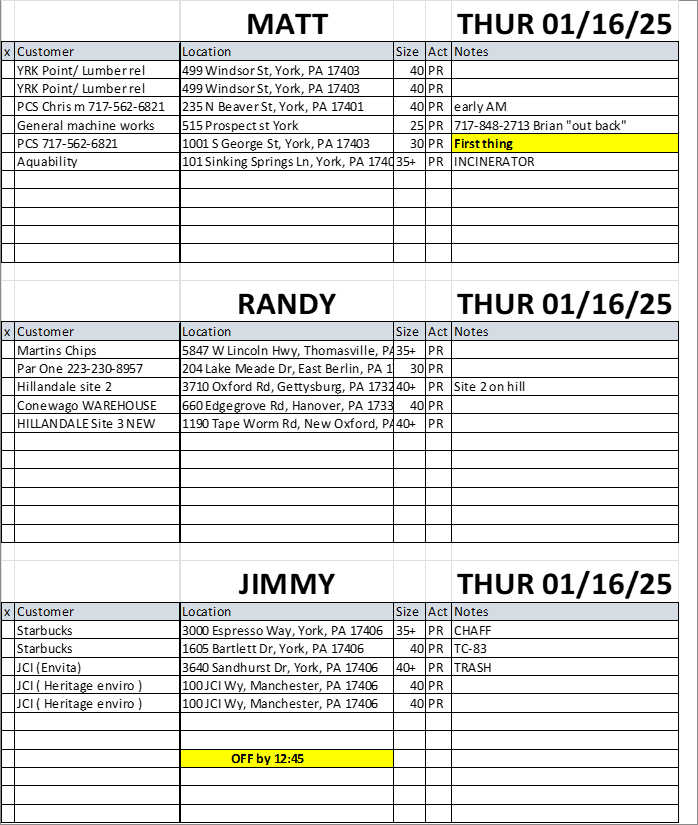 MATT THUR 01/16/25
x Customer Location Size Act Notes
YRK Point/ Lumber rel 499 Windsor St, York, PA 17403 40 PR
YRK Point/ Lumber rel 499 Windsor St, York, PA 17403 40 PR
PCS Chris m 717-562-6821 235 N Beaver St, York, PA 17401 40 PR early AM
General machine works 515 Prospect st York 25 PR 717-848-2713 Brian "out back"
PCS 717-562-6821 1001 S George St, York, PA 17403 30 PR First thing
Aquability 101 Sinking Springs Ln, York, PA 1740 35+ PR INCINERATOR
RANDY THUR 01/16/25
x Customer Location Size Act Notes
Martins Chips 5847 W Lincoln Hwy, Thomasville, PA 35+ PR
Par One 223-230-8957 204 Lake Meade Dr, East Berlin, PA 1 30 PR
Hillandale site 2 3710 Oxford Rd, Gettysburg, PA 1732 40+ PR Site 2 on hill
Conewago WAREHOUSE 660 Edgegrove Rd, Hanover, PA 1733 40 PR
HILLANDALE Site 3 NEW 1190 Tape Worm Rd, New Oxford, PA 40+ PR
JIMMY THUR 01/16/25
x Customer Location Size Act Notes
Starbucks 3000 Espresso Way, York, PA 17406 35+ PR CHAFF
Starbucks 1605 Bartlett Dr, York, PA 17406 40 PR TC-83
JCI (Envita) 3640 Sandhurst Dr, York, PA 17406 40+ PR TRASH
JCI ( Heritage enviro ) 100 JCI Wy, Manchester, PA 17406 40 PR
JCI ( Heritage enviro ) 100 JCI Wy, Manchester, PA 17406 40 PR
OFF by 12:45